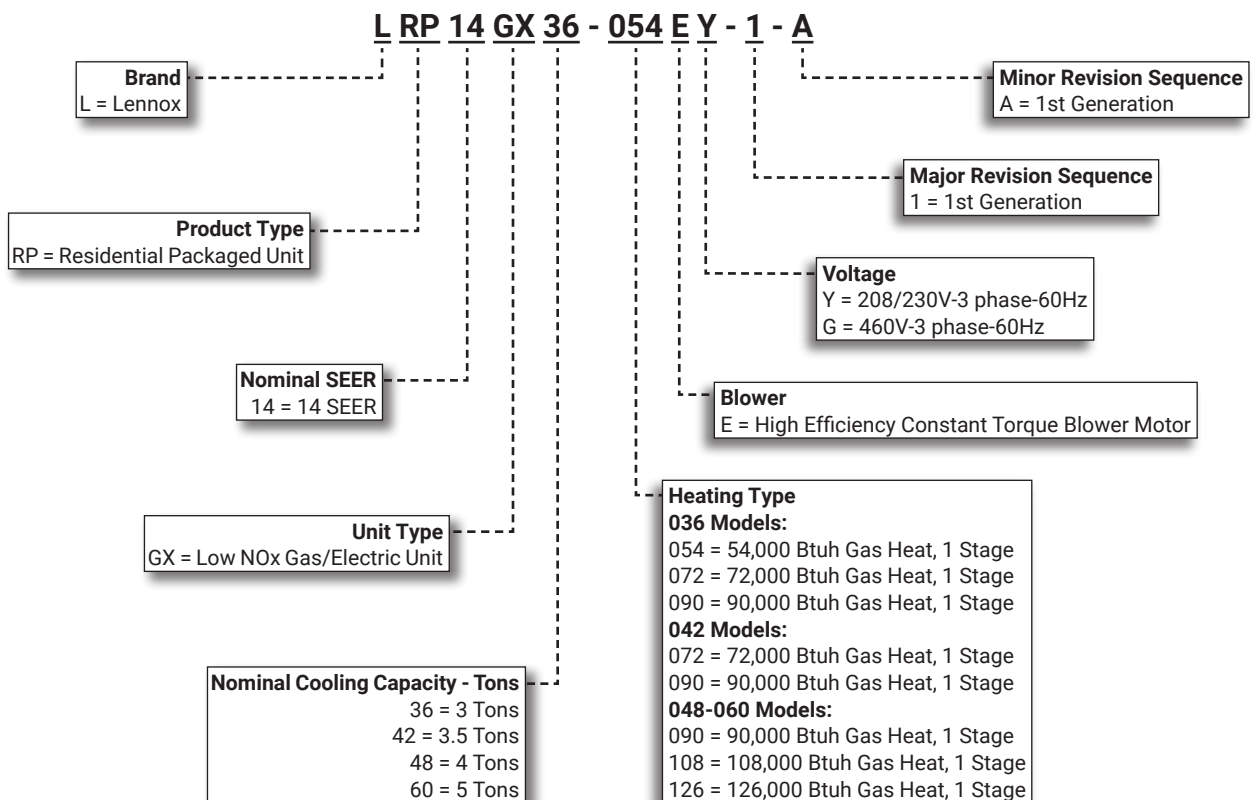 L RP 14 GX 36 - 054 E Y - 1 - A
Brand
L = Lennox
Minor Revision Sequence
A = 1st Generation
Major Revision Sequence
1 = 1st Generation
Product Type
RP = Residential Packaged Unit
Voltage
Y = 208/230V-3 phase-60Hz
G = 460V-3 phase-60Hz
Nominal SEER
14 = 14 SEER
Blower
E = High Efficiency Constant Torque Blower Motor
Unit Type
GX = Low NOx Gas/Electric Unit
Heating Type
036 Models:
054 = 54,000 Btuh Gas Heat, 1 Stage
072 = 72,000 Btuh Gas Heat, 1 Stage
090 = 90,000 Btuh Gas Heat, 1 Stage
042 Models:
072 = 72,000 Btuh Gas Heat, 1 Stage
090 = 90,000 Btuh Gas Heat, 1 Stage
048-060 Models:
090 = 90,000 Btuh Gas Heat, 1 Stage
108 = 108,000 Btuh Gas Heat, 1 Stage
126 = 126,000 Btuh Gas Heat, 1 Stage
Nominal Cooling Capacity - Tons
36 = 3 Tons
42 = 3.5 Tons
48 = 4 Tons
60 = 5 Tons